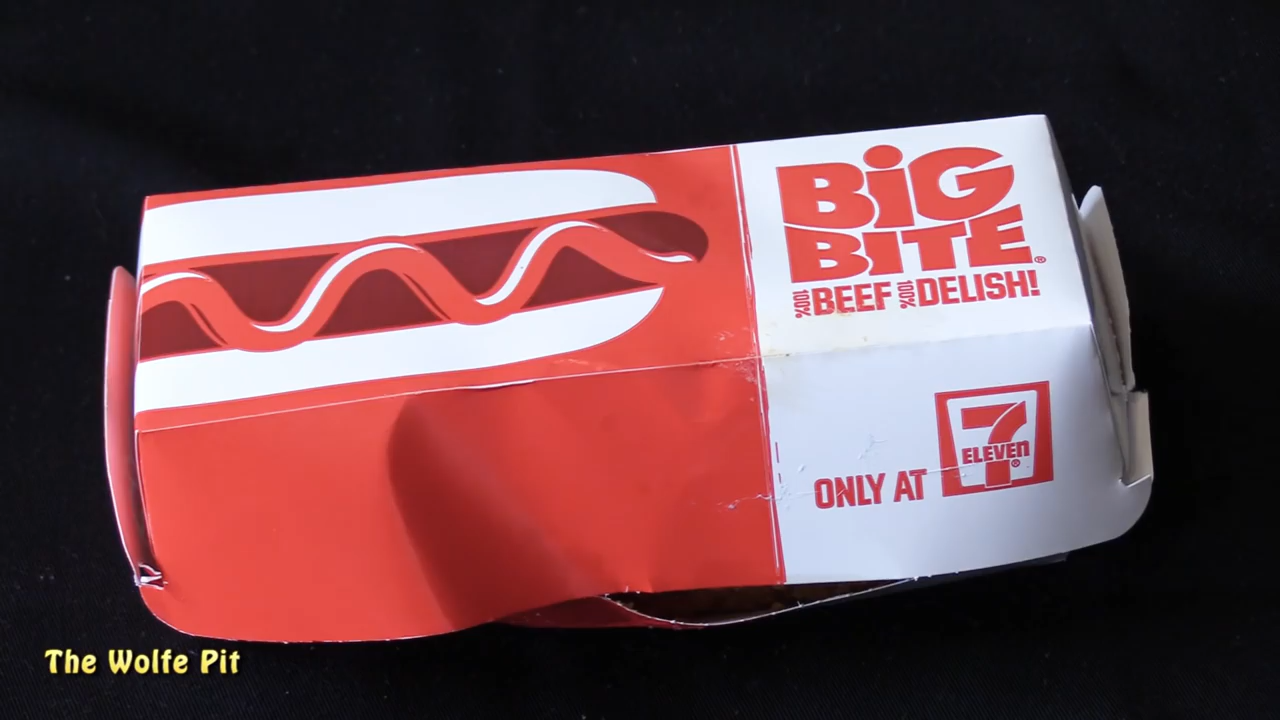 BiG
BITE®
100% BEEF 100% DELISH!
ONLY AT
7
ELEVEn®
The Wolfe Pit